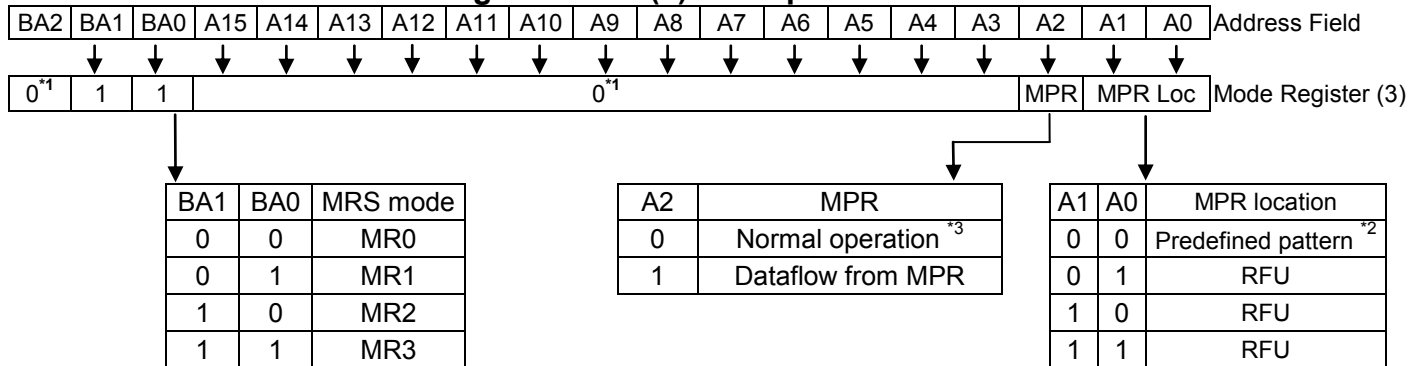 BA2 BA1 BA0 A15 A14 A13 A12 A11 A10 A9 A8 A7 A6 A5 A4 A3 A2 A1 A0 Address Field
0*1 1 1 0*1 MPR MPR Loc Mode Register (3)
BA1 BA0 MRS mode
0 0 MR0
0 1 MR1
1 0 MR2
1 1 MR3
A2 MPR
0 Normal operation *3
1 Dataflow from MPR
A1 A0 MPR location
0 0 Predefined pattern *2
0 1 RFU
1 0 RFU
1 1 RFU